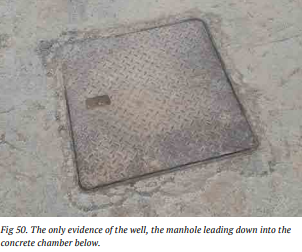 Fig 50. The only evidence of the well, the manhole leading down into the
concrete chamber below.